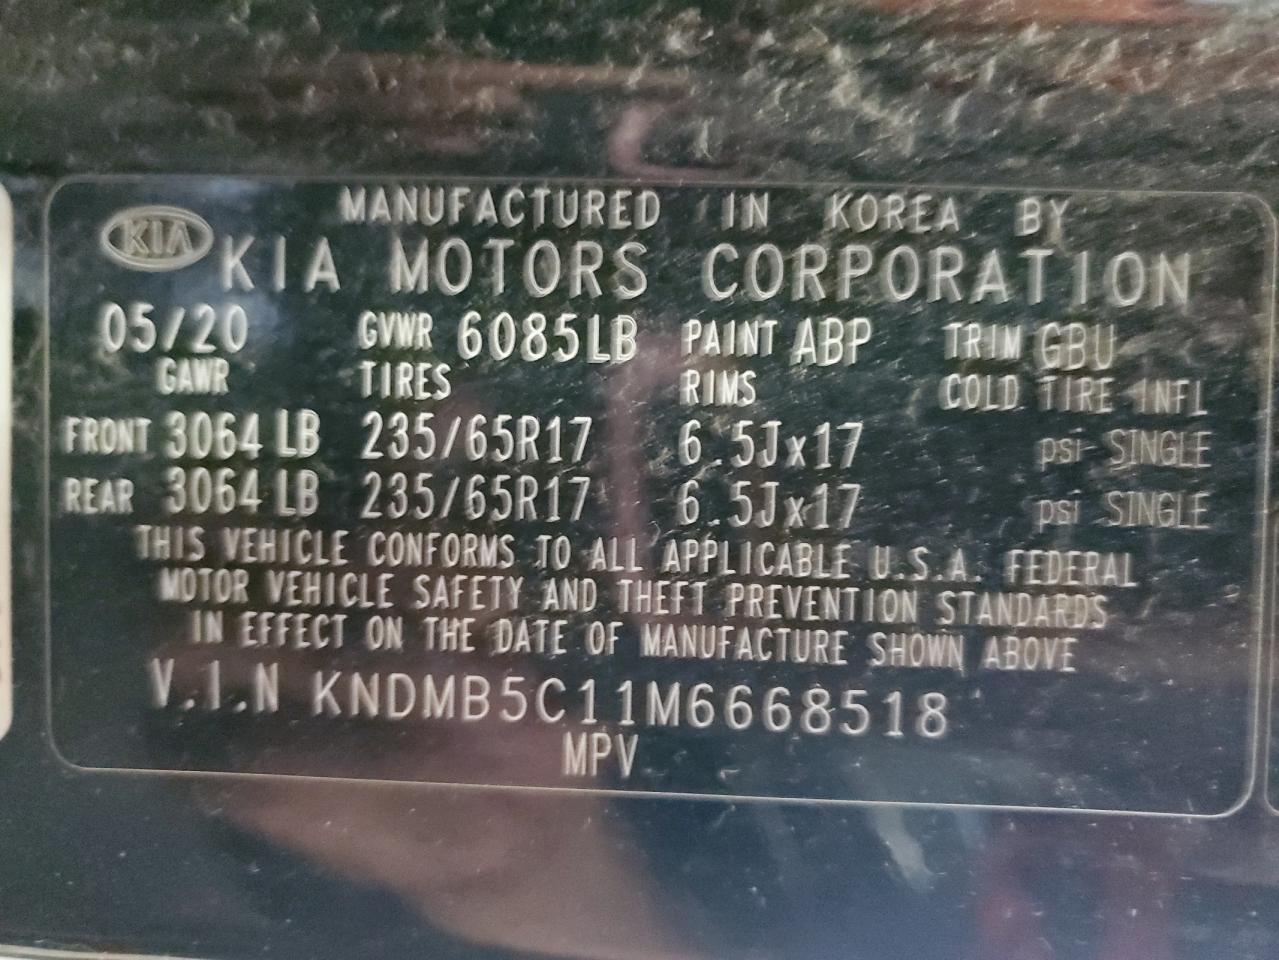 MANUFACTURED IN KOREA BY
KIA KIA MOTORS CORPORATION
05/20 GVWR 6085LB PAINT ABP TRIM GBU
GAWR TIRES RIMS COLD TIRE INFL
FRONT 3064 LB 235/65R17 6.5Jx17 psi SINGLE
REAR 3064 LB 235/65R17 6.5Jx17 psi SINGLE
THIS VEHICLE CONFORMS TO ALL APPLICABLE U.S.A. FEDERAL
MOTOR VEHICLE SAFETY AND THEFT PREVENTION STANDARDS
IN EFFECT ON THE DATE OF MANUFACTURE SHOWN ABOVE
V.I.N KNDMB5C11M6668518
MPV